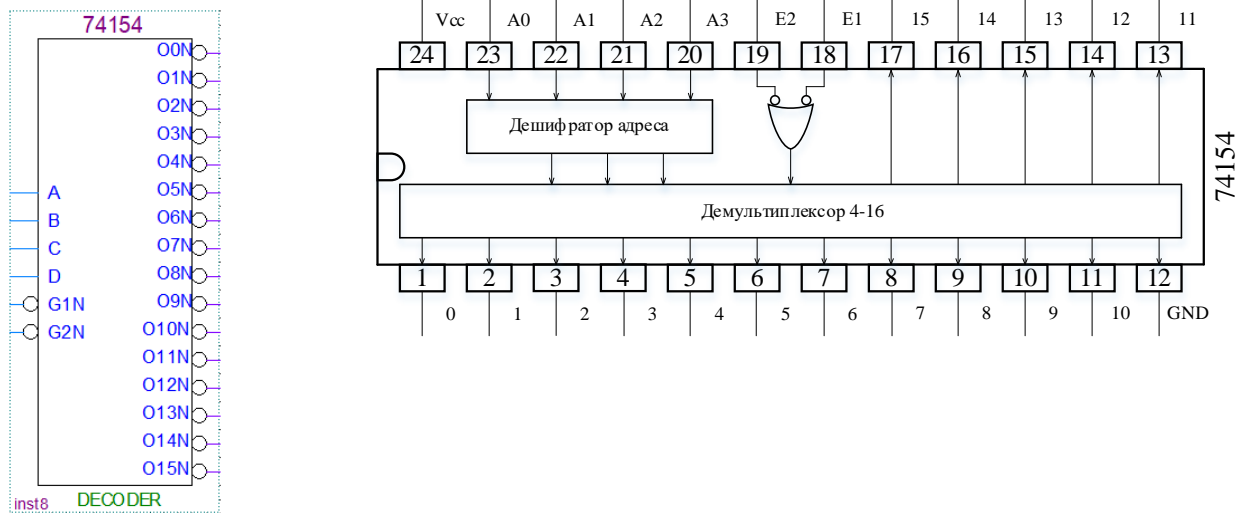 74154
O0N
O1N
O2N
O3N
O4N
A O5N
B O6N
C O7N
D O8N
G1N O9N
G2N O10N
O11N
O12N
O13N
O14N
O15N
inst8 DECODER
Vcc A0 A1 A2 A3 E2 E1 15 14 13 12 11
24 23 22 21 20 19 18 17 16 15 14 13
Дешифратор адреса
Демультиплексор 4-16
1 2 3 4 5 6 7 8 9 10 11 12
0 1 2 3 4 5 6 7 8 9 10 GND
74154